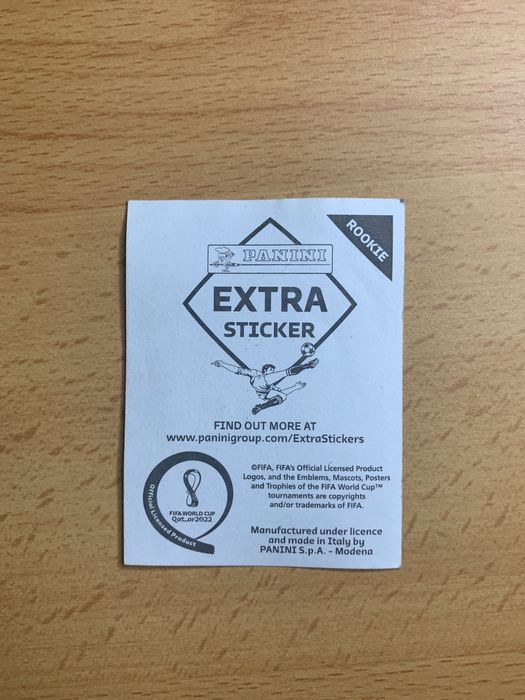 ROOKIE
PANINI
EXTRA
STICKER
FIND OUT MORE AT
www.paninigroup.com/ExtraStickers
©FIFA, FIFA's Official Licensed Product
Logos, and the Emblems, Mascots, Posters
and Trophies of the FIFA World Cup™
tournaments are copyrights
and/or trademarks of FIFA.
FIFA WORLD CUP
Qatar2022
Official Licensed Product
Manufactured under licence
and made in Italy by
PANINI S.p.A. - Modena